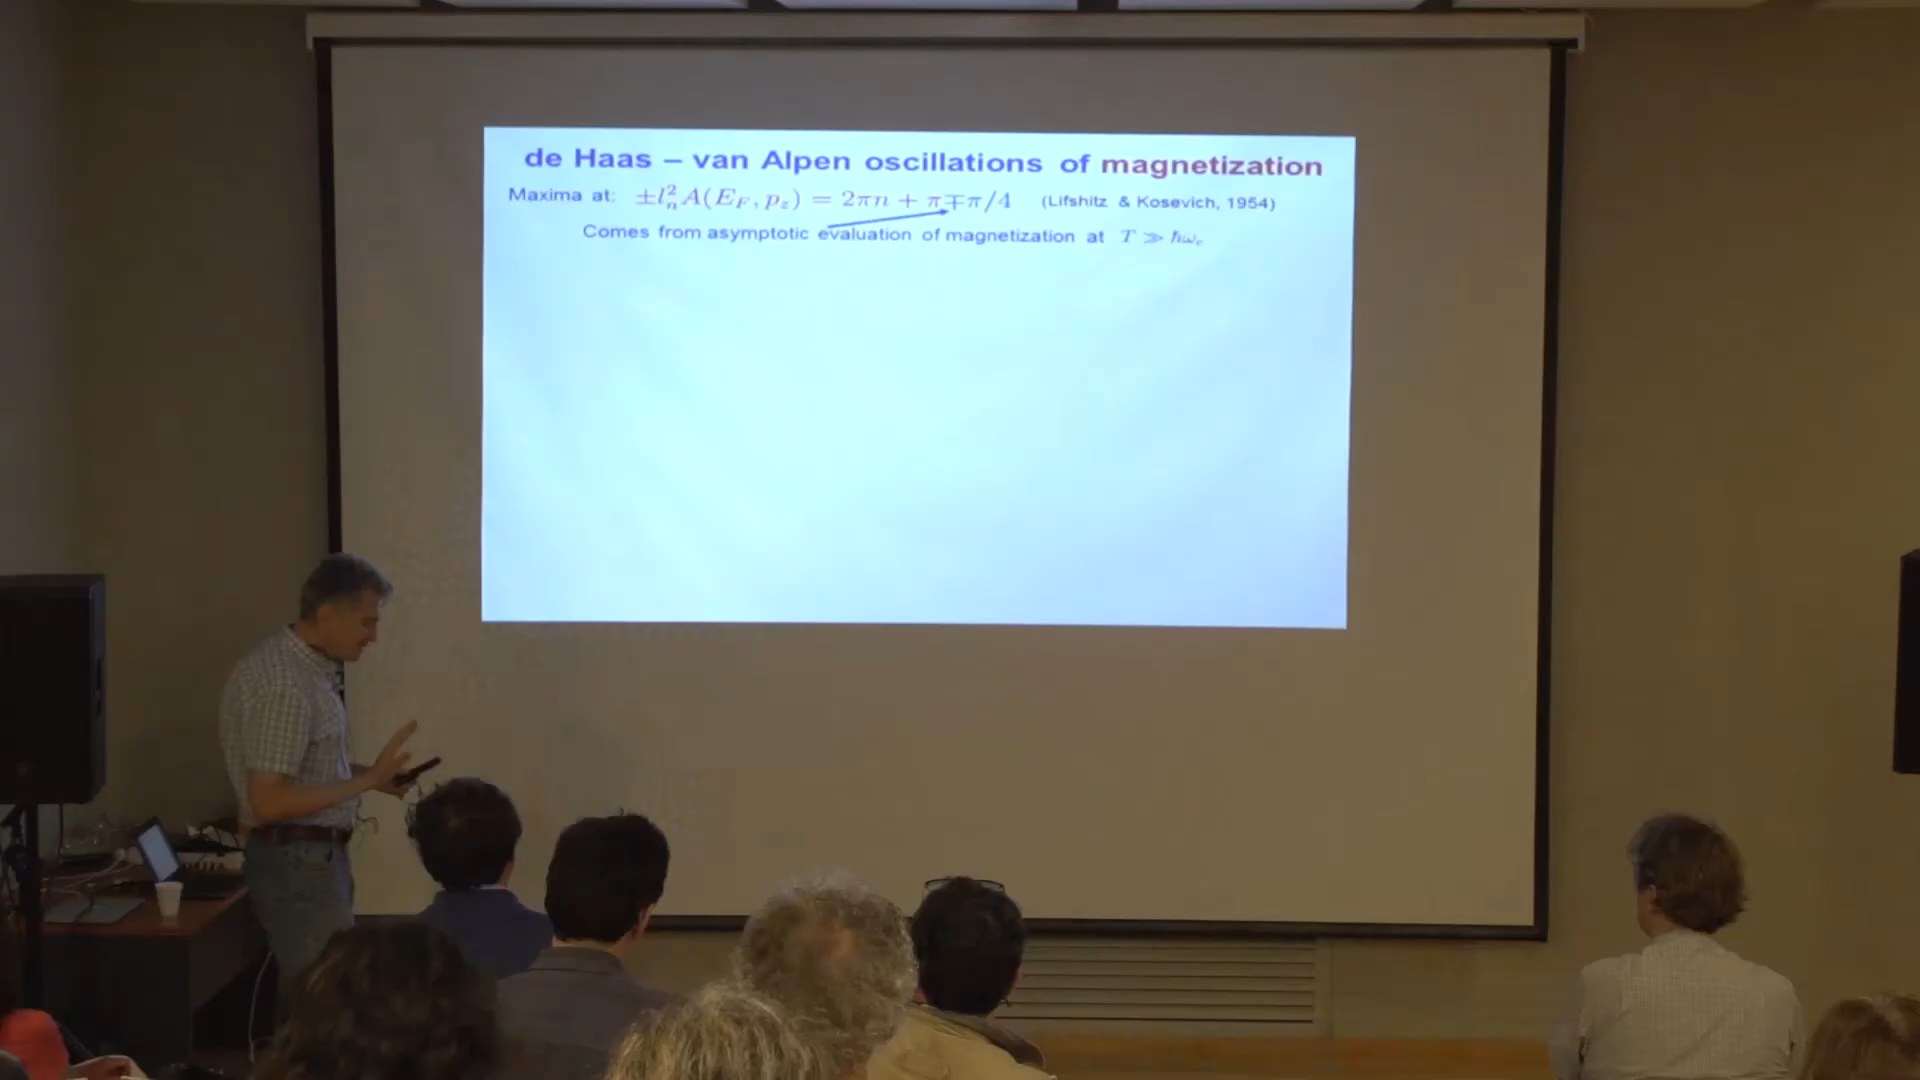 de Haas – van Alpen oscillations of magnetization
Maxima at: ±l_n^2 A(E_F, p_z) = 2πn + π∓π/4 (Lifshitz & Kosevich, 1954)
Comes from asymptotic evaluation of magnetization at T ≫ ℏω_c